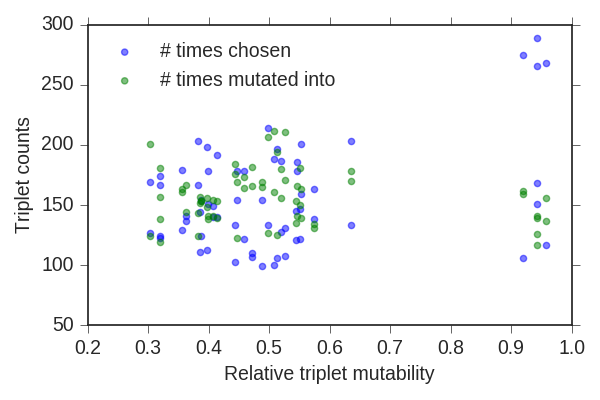 300
250
200
150
100
50
Triplet counts
# times chosen
# times mutated into
0.2 0.3 0.4 0.5 0.6 0.7 0.8 0.9 1.0
Relative triplet mutability